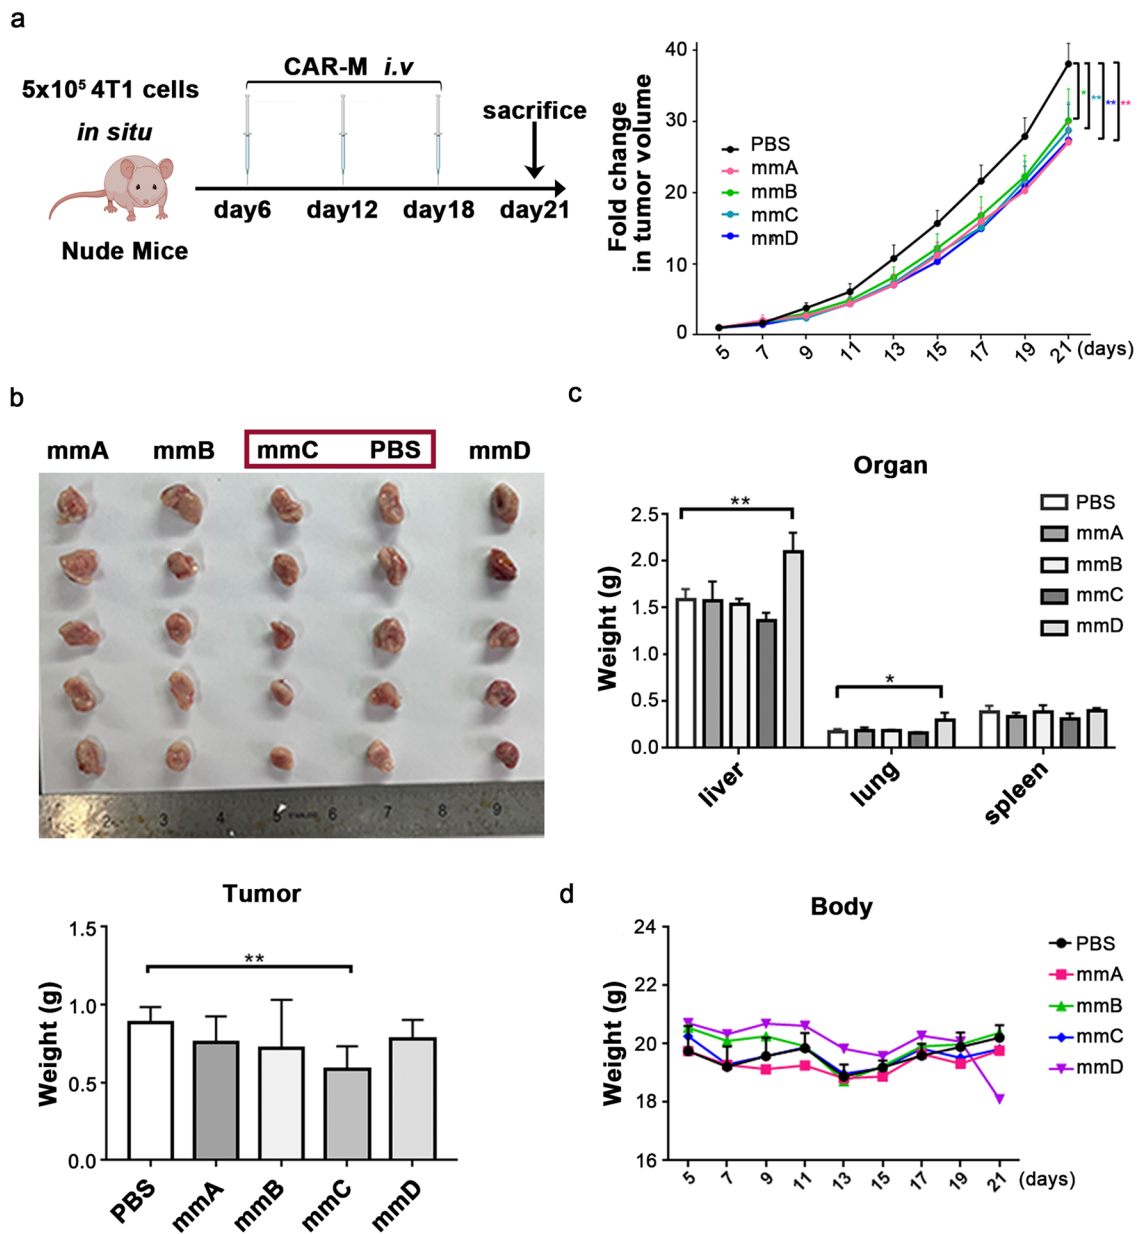 a
5x10⁵ 4T1 cells
in situ
Nude Mice
CAR-M i.v
sacrifice
day6 day12 day18 day21
Fold change
in tumor volume
40
30
20
10
0
PBS
mmA
mmB
mmC
mmD
* ** ** **
5 7 9 11 13 15 17 19 21 (days)
b
mmA mmB mmC PBS mmD
2 3 4 5 6 7 8 9
Tumor
Weight (g)
1.5
1.0
0.5
0.0
**
PBS mmA mmB mmC mmD
c
Organ
Weight (g)
2.5
2.0
1.5
1.0
0.5
0.0
**
*
liver lung spleen
PBS
mmA
mmB
mmC
mmD
d
Body
Weight (g)
24
22
20
18
16
5 7 9 11 13 15 17 19 21 (days)
PBS
mmA
mmB
mmC
mmD